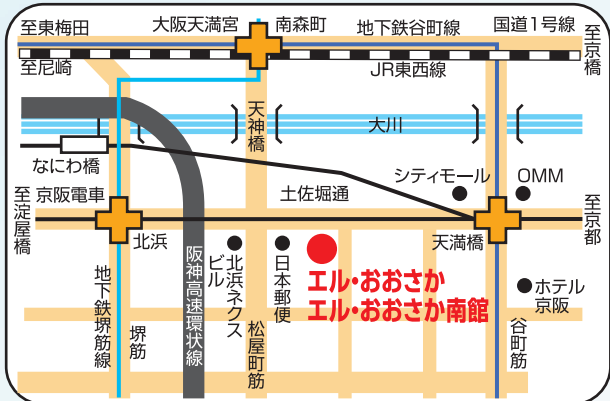 至東梅田
大阪天満宮
南森町
地下鉄谷町線
国道1号線
至京橋
至尼崎
JR東西線
天神橋
大川
なにわ橋
シティモール
OMM
至淀屋橋
京阪電車
土佐堀通
至京都
北浜
天満橋
阪神高速環状線
北浜ネクス
ビル
日本郵便
エル・おおさか
エル・おおさか南館
ホテル
京阪
地下鉄堺筋線
堺筋
松屋町筋
谷町筋